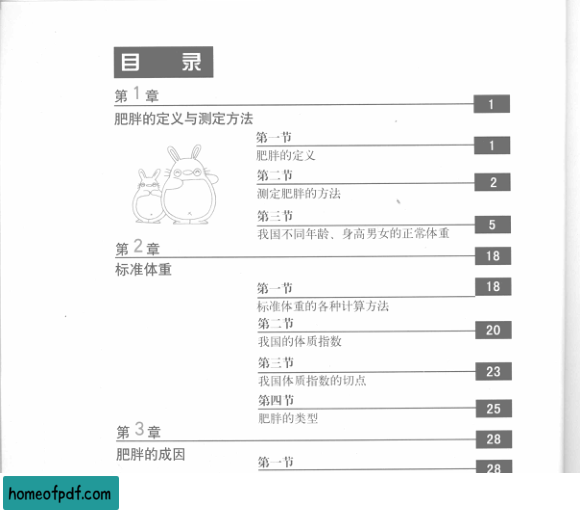 目 录
第1章 1
肥胖的定义与测定方法
第一节 1
肥胖的定义
第二节 2
测定肥胖的方法
第三节 5
我国不同年龄、身高男女的正常体重
第2章 18
标准体重
第一节 18
标准体重的各种计算方法
第二节 20
我国的体质指数
第三节 23
我国体质指数的切点
第四节 25
肥胖的类型
第3章 28
肥胖的成因
第一节 28
homeofpdf.com